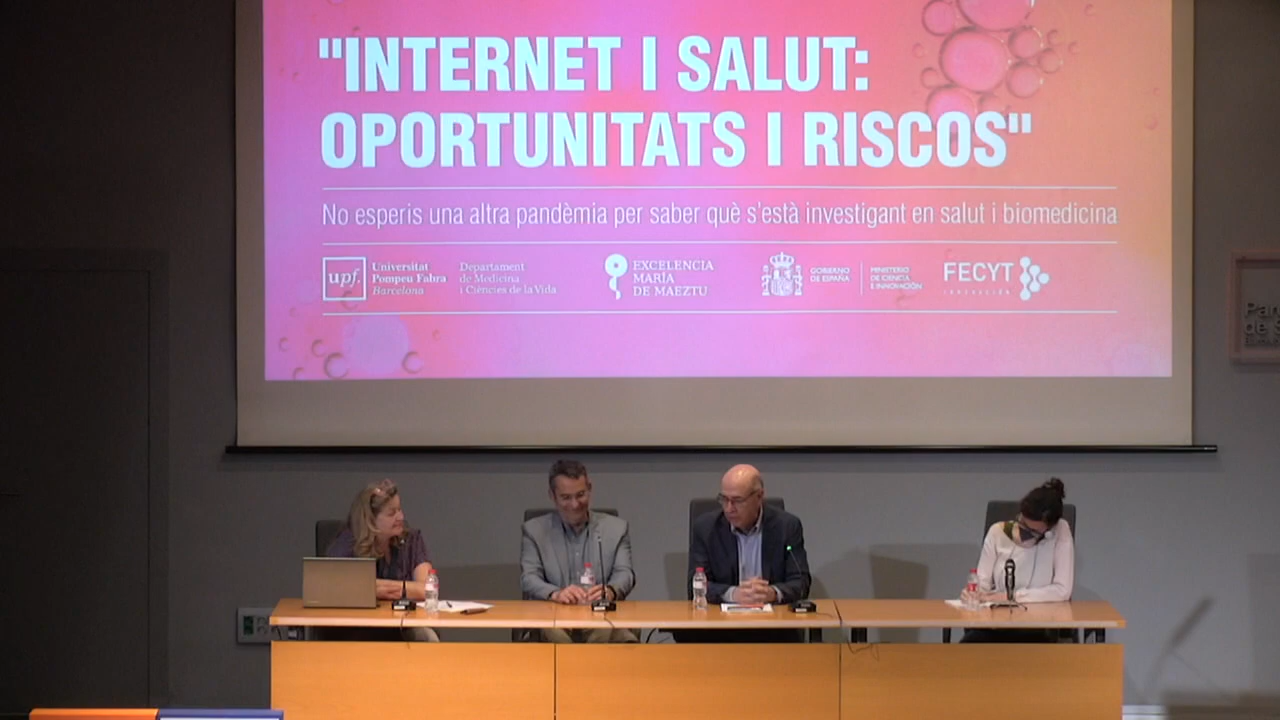 "INTERNET I SALUT:
OPORTUNITATS I RISCOS"
No esperis una altra pandèmia per saber què s'està investigant en salut i biomedicina
upf.
Universitat
Pompeu Fabra
Barcelona
Departament
de Medicina
i Ciències de la Vida
EXCELENCIA
MARÍA
DE MAEZTU
GOBIERNO
DE ESPAÑA
MINISTERIO
DE CIENCIA
E INNOVACIÓN
FECYT
INNOVACIÓN